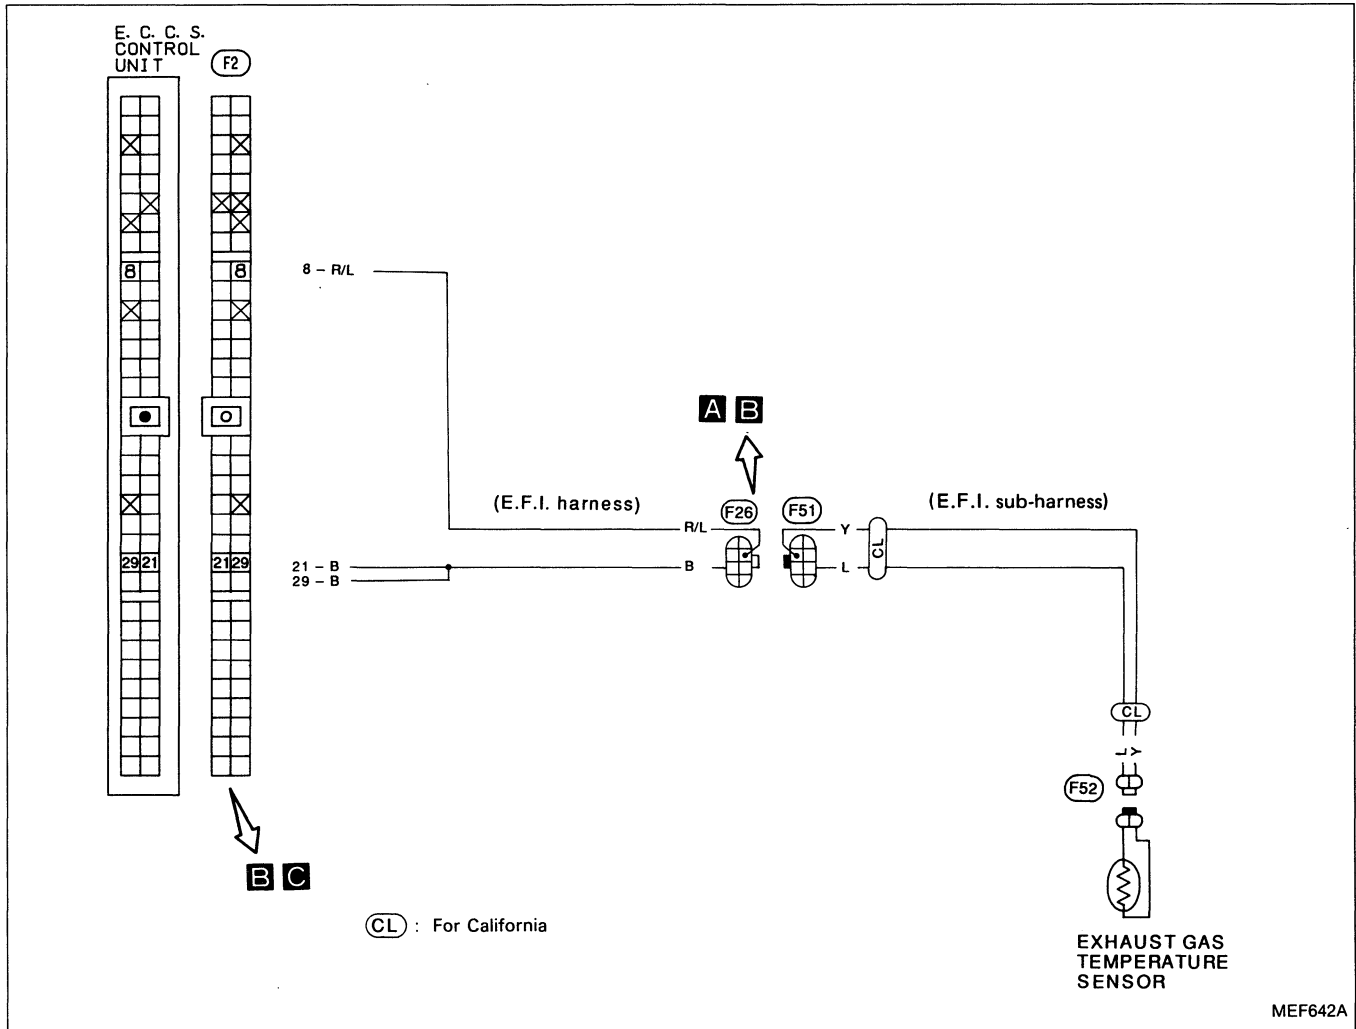 E. C. C. S.
CONTROL
UNIT
F2
8
8
8 – R/L
A B
(E.F.I. harness)
F26
F51
(E.F.I. sub-harness)
R/L
Y
CL
29 21
21 29
21 – B
29 – B
B
L
CL
L
Y
F52
B C
CL : For California
EXHAUST GAS
TEMPERATURE
SENSOR
MEF642A